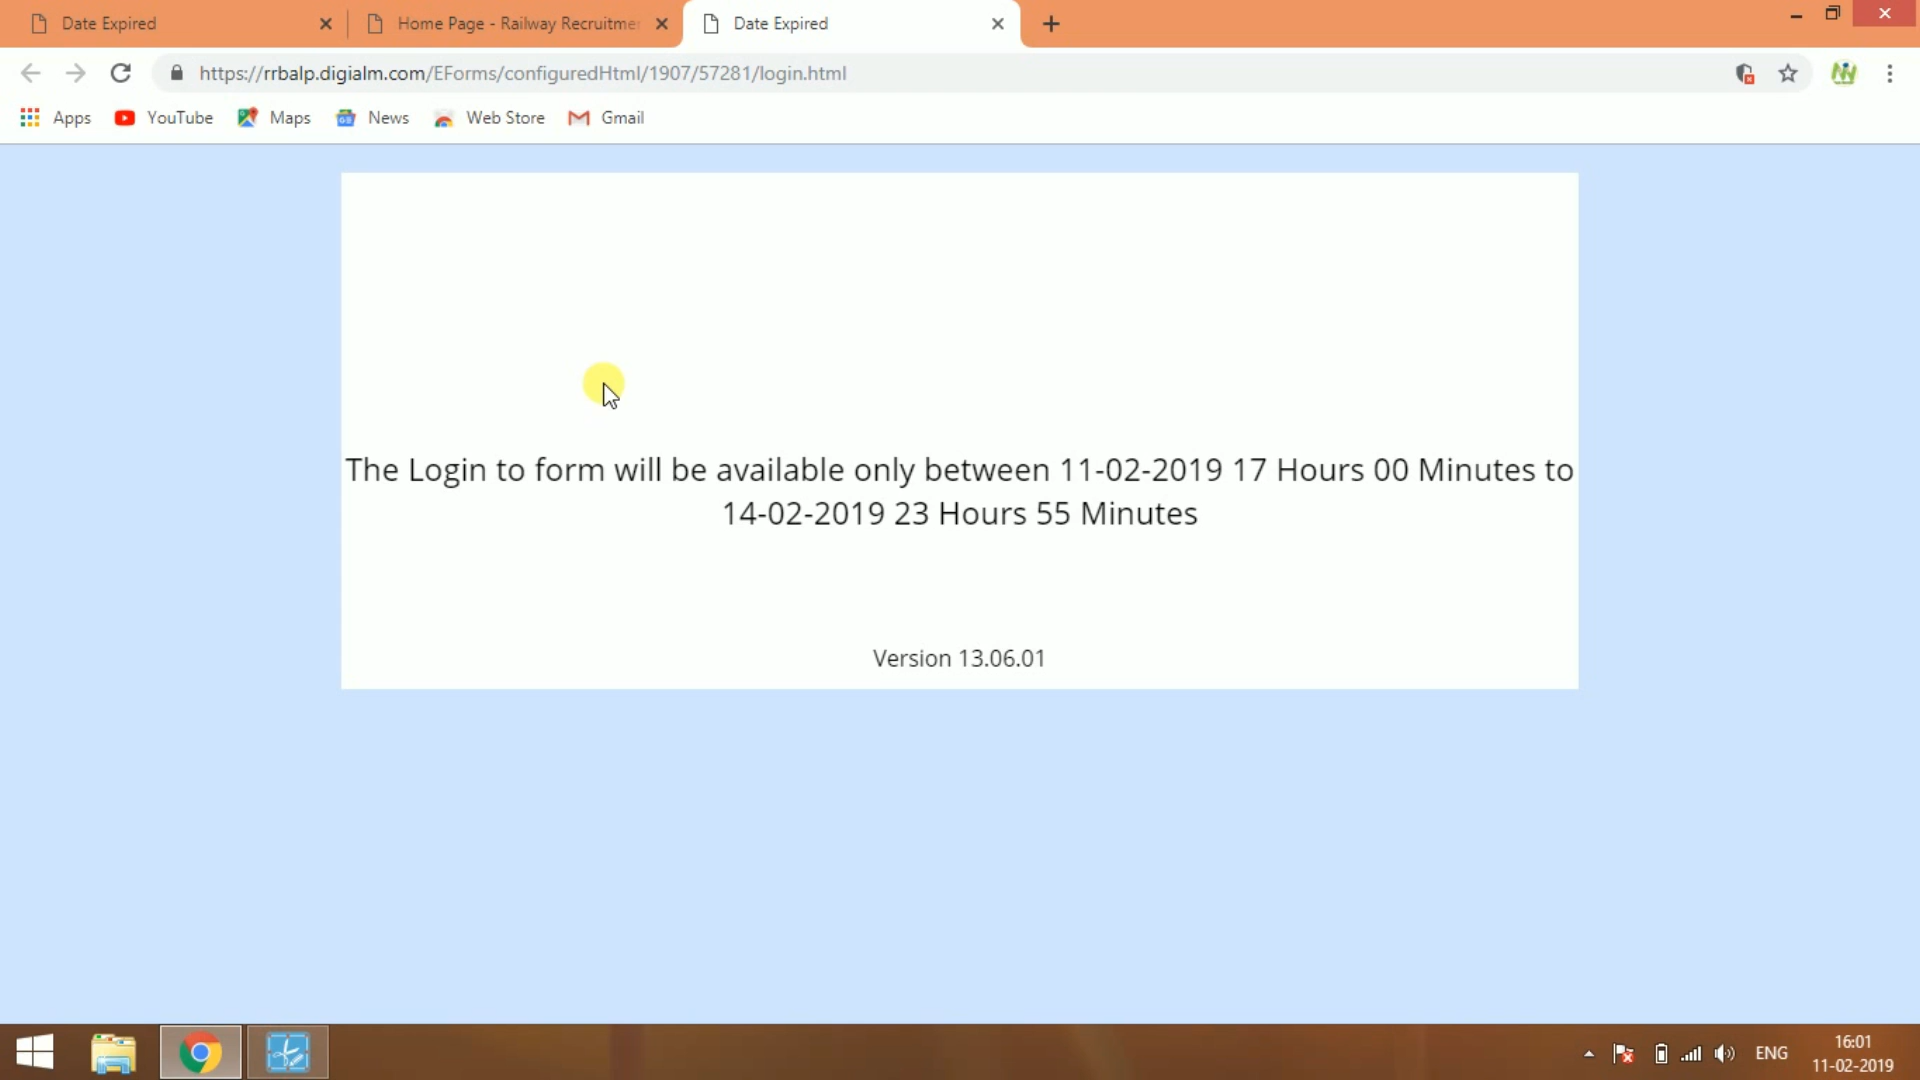 Date Expired
Home Page - Railway Recruitme
Date Expired
https://rrbalp.digialm.com/EForms/configuredHtml/1907/57281/login.html
Apps
YouTube
Maps
News
Web Store
Gmail
The Login to form will be available only between 11-02-2019 17 Hours 00 Minutes to
14-02-2019 23 Hours 55 Minutes
Version 13.06.01
ENG
16:01
11-02-2019